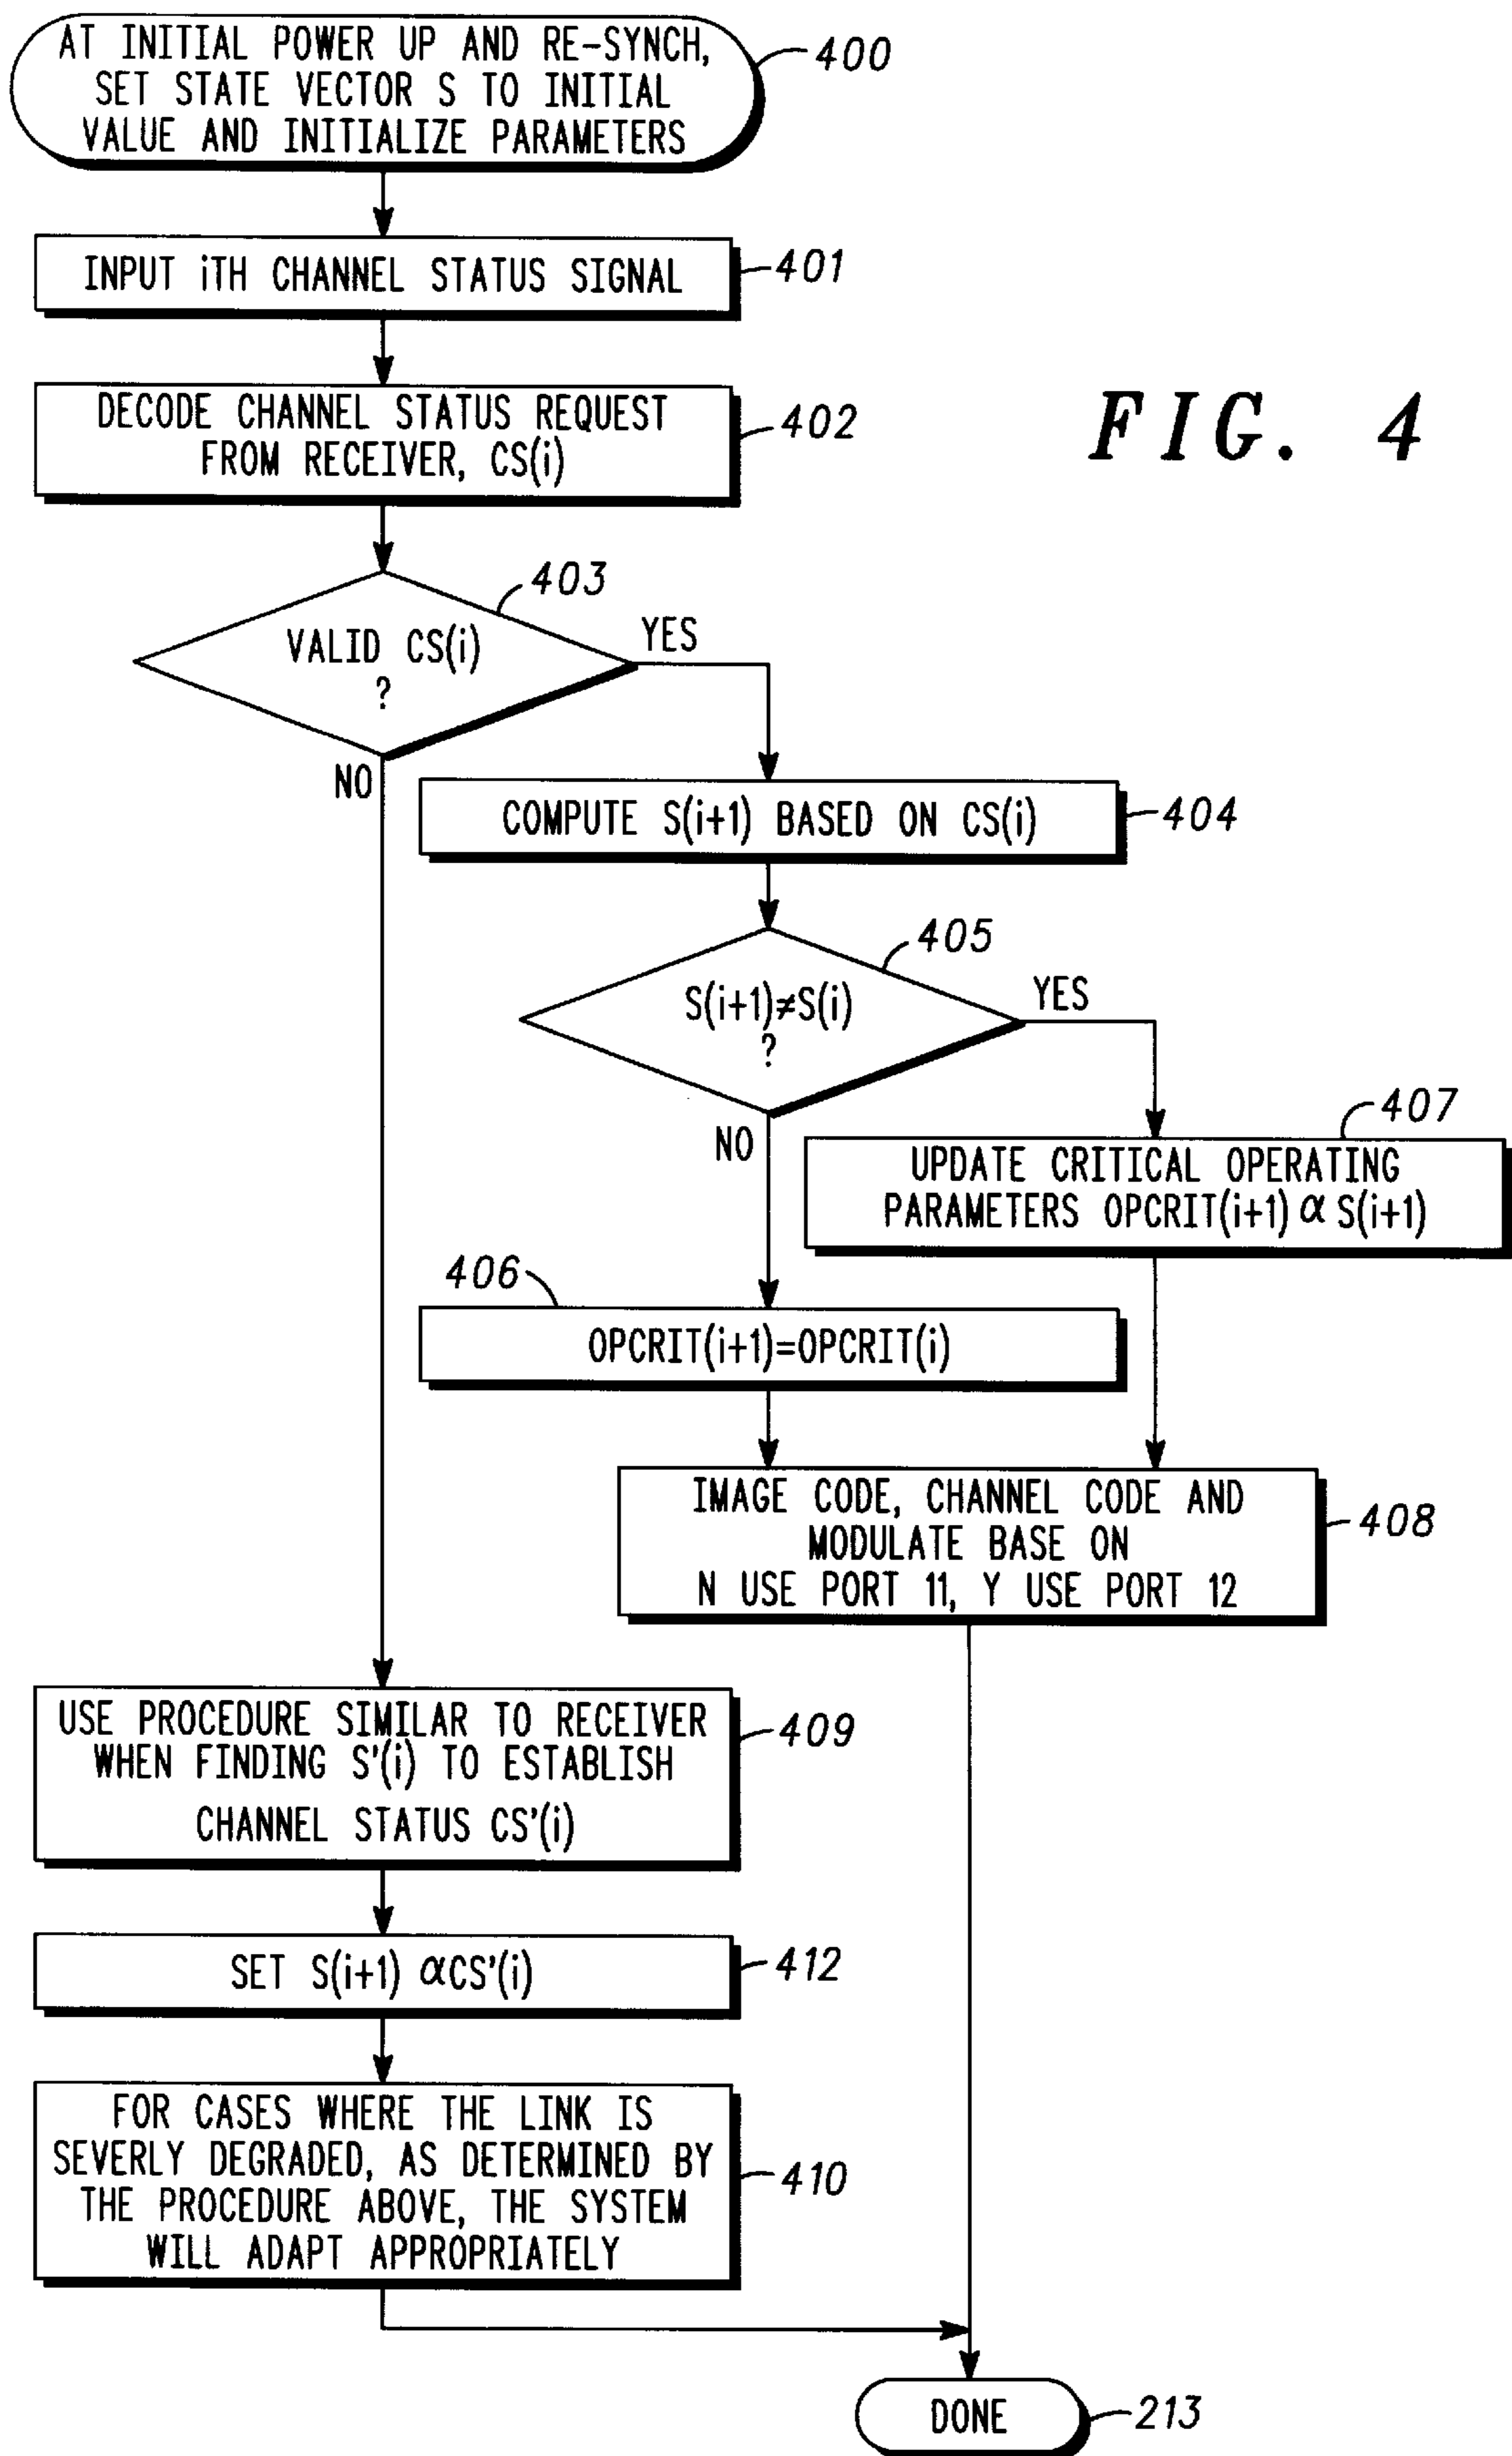 AT INITIAL POWER UP AND RE-SYNCH,
SET STATE VECTOR S TO INITIAL
VALUE AND INITIALIZE PARAMETERS
400
INPUT iTH CHANNEL STATUS SIGNAL
401
DECODE CHANNEL STATUS REQUEST
FROM RECEIVER, CS(i)
402
FIG. 4
403
VALID CS(i)
?
YES
NO
COMPUTE S(i+1) BASED ON CS(i)
404
405
S(i+1)≠S(i)
?
YES
NO
407
UPDATE CRITICAL OPERATING
PARAMETERS OPCRIT(i+1) α S(i+1)
406
OPCRIT(i+1)=OPCRIT(i)
IMAGE CODE, CHANNEL CODE AND
MODULATE BASE ON
N USE PORT 11, Y USE PORT 12
408
USE PROCEDURE SIMILAR TO RECEIVER
WHEN FINDING S'(i) TO ESTABLISH
CHANNEL STATUS CS'(i)
409
SET S(i+1) αCS'(i)
412
FOR CASES WHERE THE LINK IS
SEVERLY DEGRADED, AS DETERMINED BY
THE PROCEDURE ABOVE, THE SYSTEM
WILL ADAPT APPROPRIATELY
410
DONE
213